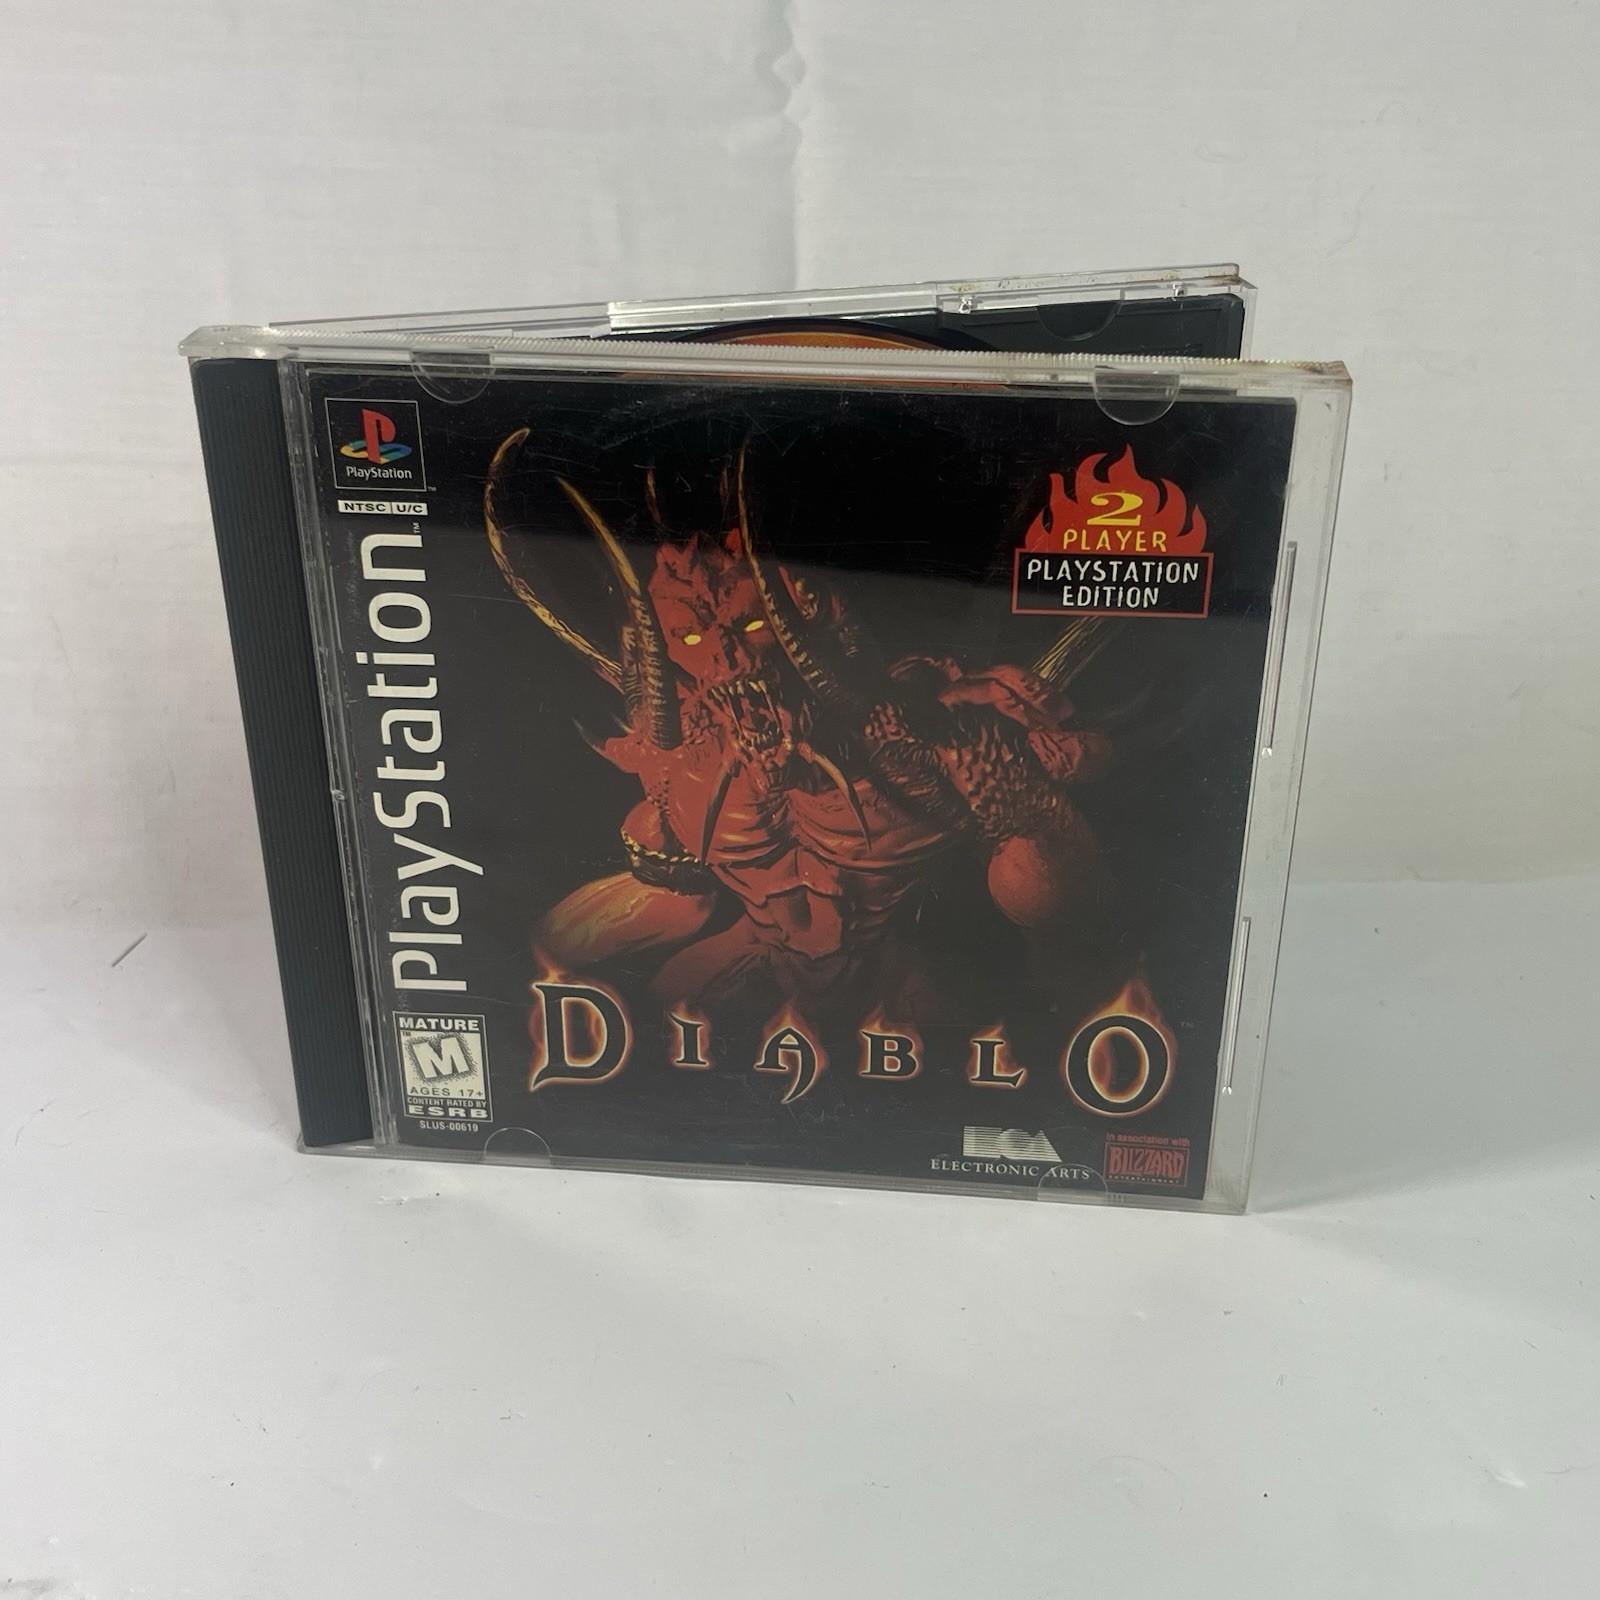 PlayStation
NTSC U/C
PlayStation
2
PLAYER
PLAYSTATION
EDITION
DIABLO
MATURE
M
AGES 17+
CONTENT RATED BY
ESRB
SLUS-00619
ELECTRONIC ARTS
in association with
BLIZZARD
ENTERTAINMENT